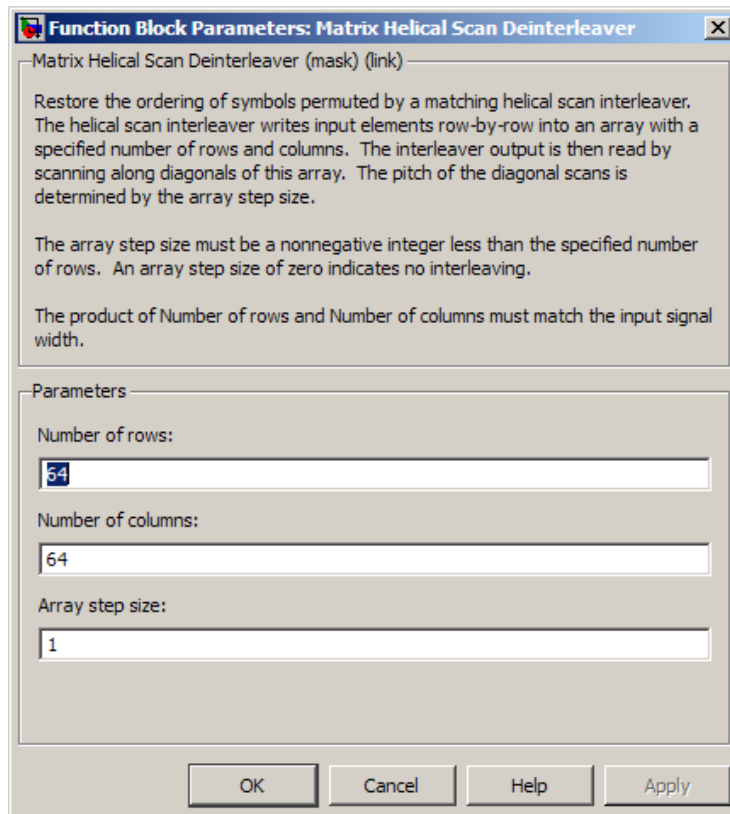 Function Block Parameters: Matrix Helical Scan Deinterleaver
Matrix Helical Scan Deinterleaver (mask) (link)
Restore the ordering of symbols permuted by a matching helical scan interleaver.
The helical scan interleaver writes input elements row-by-row into an array with a
specified number of rows and columns.  The interleaver output is then read by
scanning along diagonals of this array.  The pitch of the diagonal scans is
determined by the array step size.
The array step size must be a nonnegative integer less than the specified number
of rows.  An array step size of zero indicates no interleaving.
The product of Number of rows and Number of columns must match the input signal
width.
Parameters
Number of rows:
64
Number of columns:
64
Array step size:
1
OK Cancel Help Apply